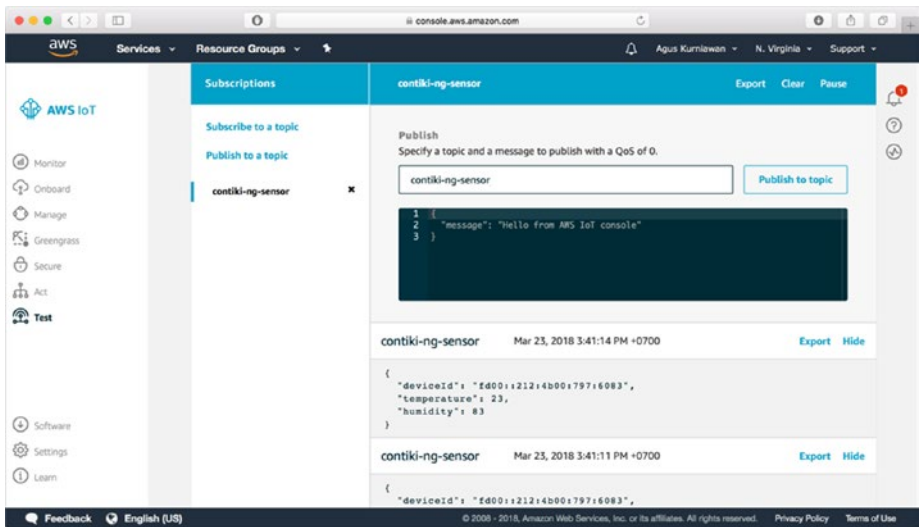 console.aws.amazon.com
aws
Services
Resource Groups
Agus Kurniawan
N. Virginia
Support
AWS IoT
Monitor
Onboard
Manage
Greengrass
Secure
Act
Test
Software
Settings
Learn
Subscriptions
Subscribe to a topic
Publish to a topic
contiki-ng-sensor
contiki-ng-sensor
Export Clear Pause
Publish
Specify a topic and a message to publish with a QoS of 0.
contiki-ng-sensor
Publish to topic
1 {
2 "message": "Hello from AWS IoT console"
3 }
contiki-ng-sensor Mar 23, 2018 3:41:14 PM +0700 Export Hide
{
"deviceId": "fd00::212:4b00:797:6083",
"temperature": 23,
"humidity": 83
}
contiki-ng-sensor Mar 23, 2018 3:41:11 PM +0700 Export Hide
{
"deviceId": "fd00::212:4b00:797:6083",
1
Feedback English (US)
© 2008 - 2018, Amazon Web Services, Inc. or its affiliates. All rights reserved. Privacy Policy Terms of Use